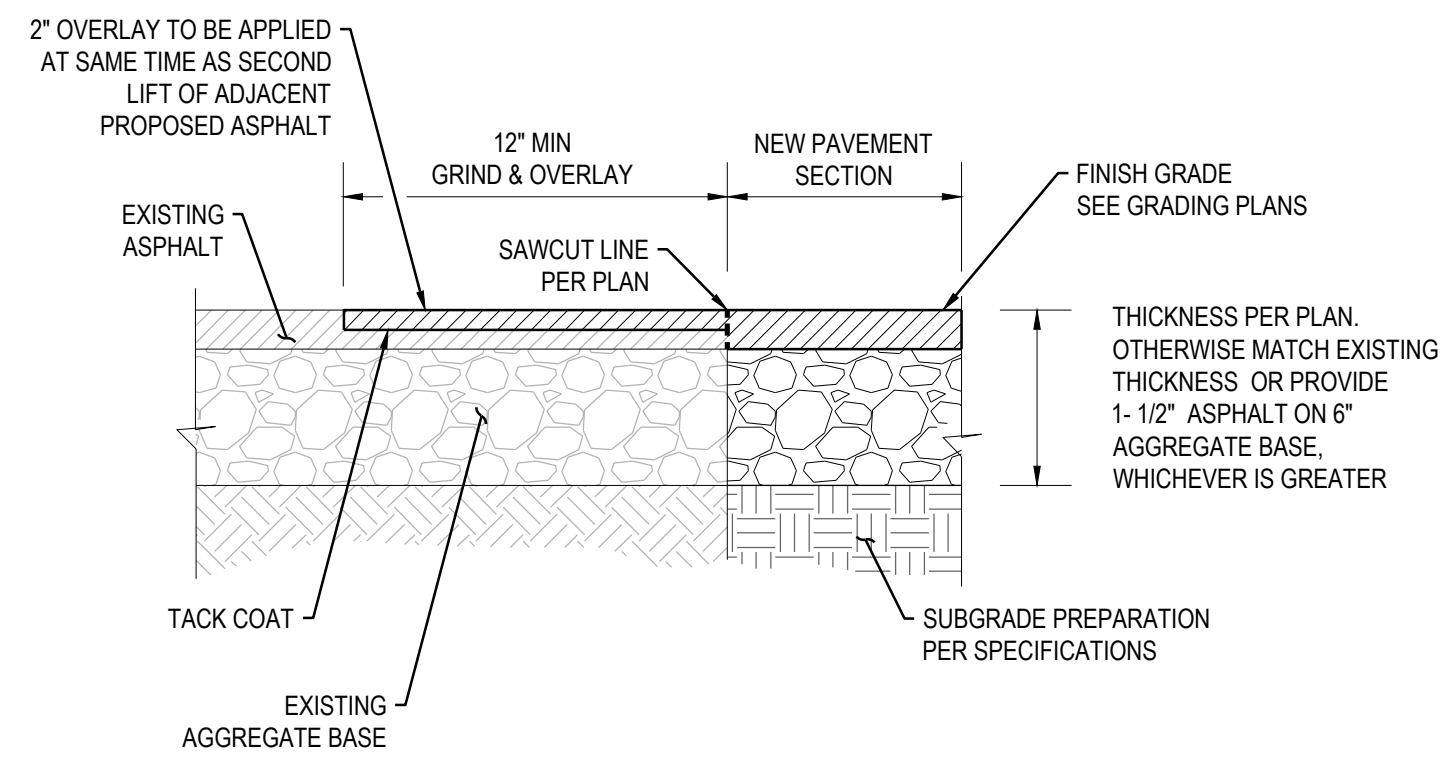 2" OVERLAY TO BE APPLIED
AT SAME TIME AS SECOND
LIFT OF ADJACENT
PROPOSED ASPHALT
12" MIN
GRIND & OVERLAY
NEW PAVEMENT
SECTION
FINISH GRADE
SEE GRADING PLANS
EXISTING
ASPHALT
SAWCUT LINE
PER PLAN
THICKNESS PER PLAN.
OTHERWISE MATCH EXISTING
THICKNESS OR PROVIDE
1- 1/2" ASPHALT ON 6"
AGGREGATE BASE,
WHICHEVER IS GREATER
TACK COAT
SUBGRADE PREPARATION
PER SPECIFICATIONS
EXISTING
AGGREGATE BASE